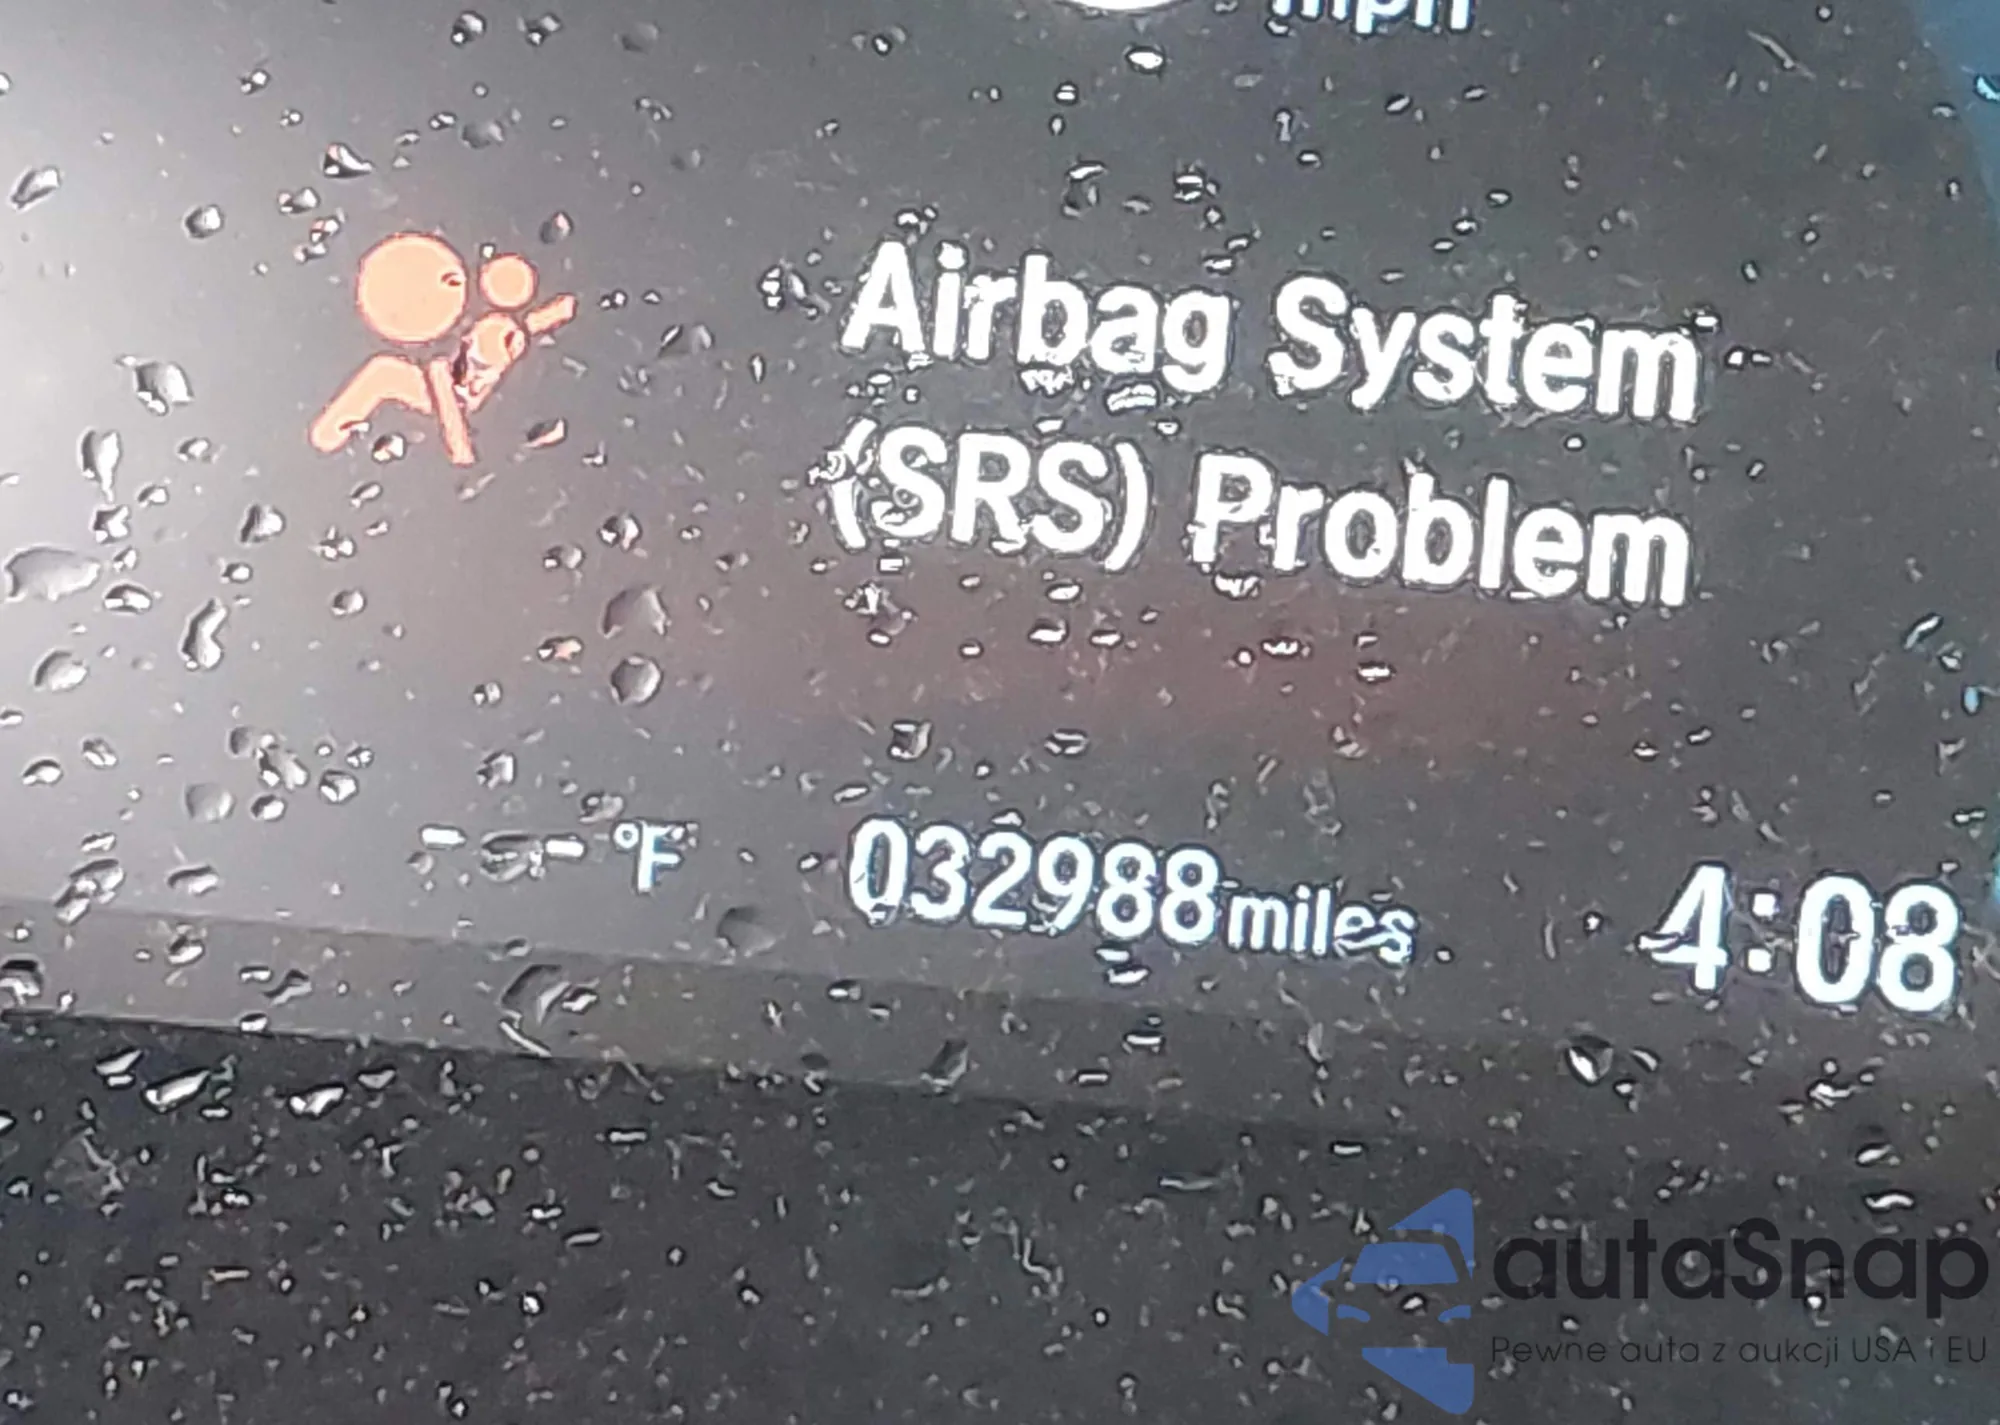 mph
Airbag System
(SRS) Problem
---°F 032988 miles 4:08
autaSnap
Pewne auta z aukcji USA i EU